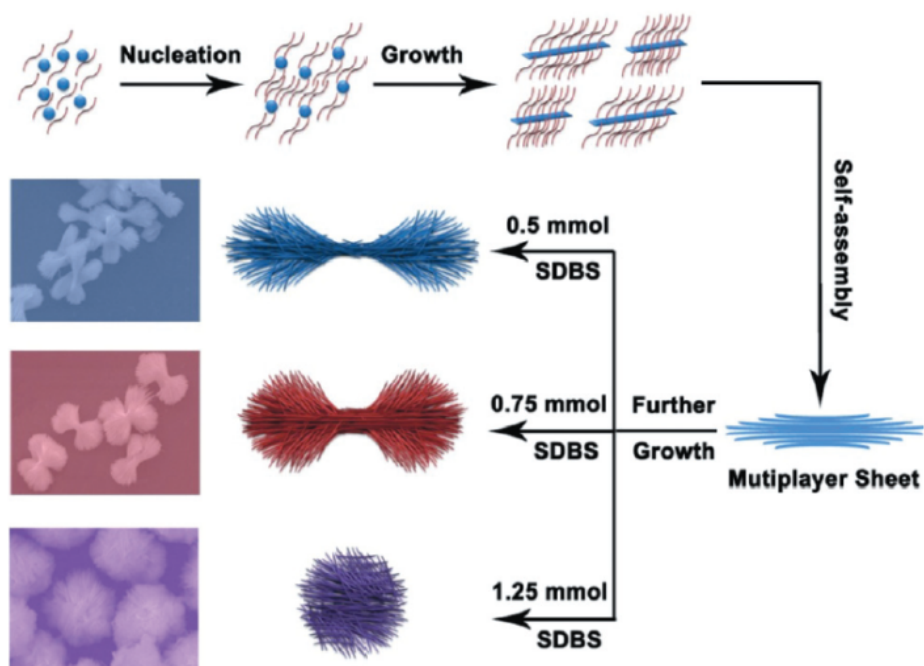 Nucleation
Growth
Self-assembly
0.5 mmol
SDBS
0.75 mmol
SDBS
Further
Growth
Mutiplayer Sheet
1.25 mmol
SDBS